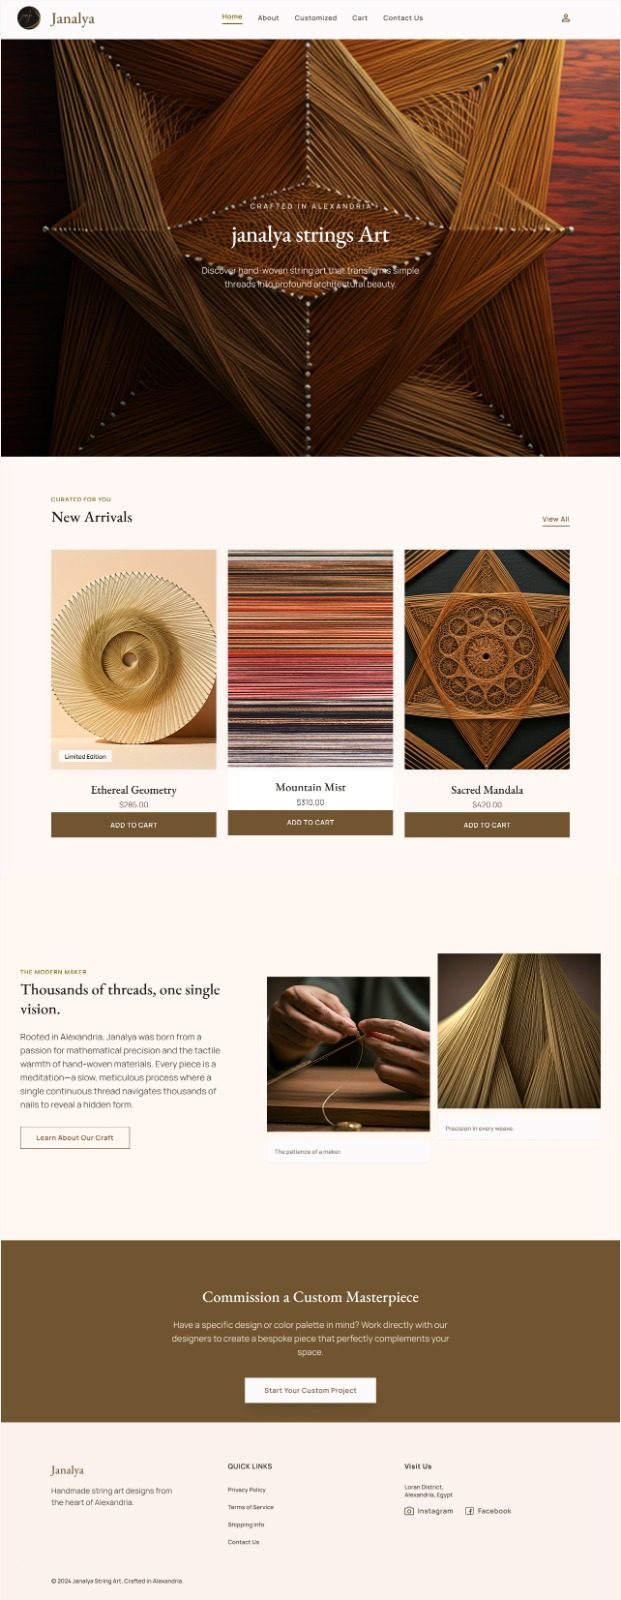 Janalya
Home About Customized Cart Contact Us
CRAFTED IN ALEXANDRIA
janalya strings Art
Discover hand-woven string art that transforms simple
threads into profound architectural beauty.
CURATED FOR YOU
New Arrivals
View All
Limited Edition
Ethereal Geometry
$285.00
ADD TO CART
Mountain Mist
$310.00
ADD TO CART
Sacred Mandala
$420.00
ADD TO CART
THE MODERN MAKER
Thousands of threads, one single
vision.
Rooted in Alexandria, Janalya was born from a
passion for mathematical precision and the tactile
warmth of hand-woven materials. Every piece is a
meditation—a slow, meticulous process where a
single continuous thread navigates thousands of
nails to reveal a hidden form.
Learn About Our Craft
The patience of a maker.
Precision in every weave.
Commission a Custom Masterpiece
Have a specific design or color palette in mind? Work directly with our
designers to create a bespoke piece that perfectly complements your
space.
Start Your Custom Project
Janalya
Handmade string art designs from
the heart of Alexandria.
QUICK LINKS
Privacy Policy
Terms of Service
Shipping Info
Contact Us
Visit Us
Loran District,
Alexandria, Egypt
Instagram Facebook
© 2024 Janalya String Art. Crafted in Alexandria.